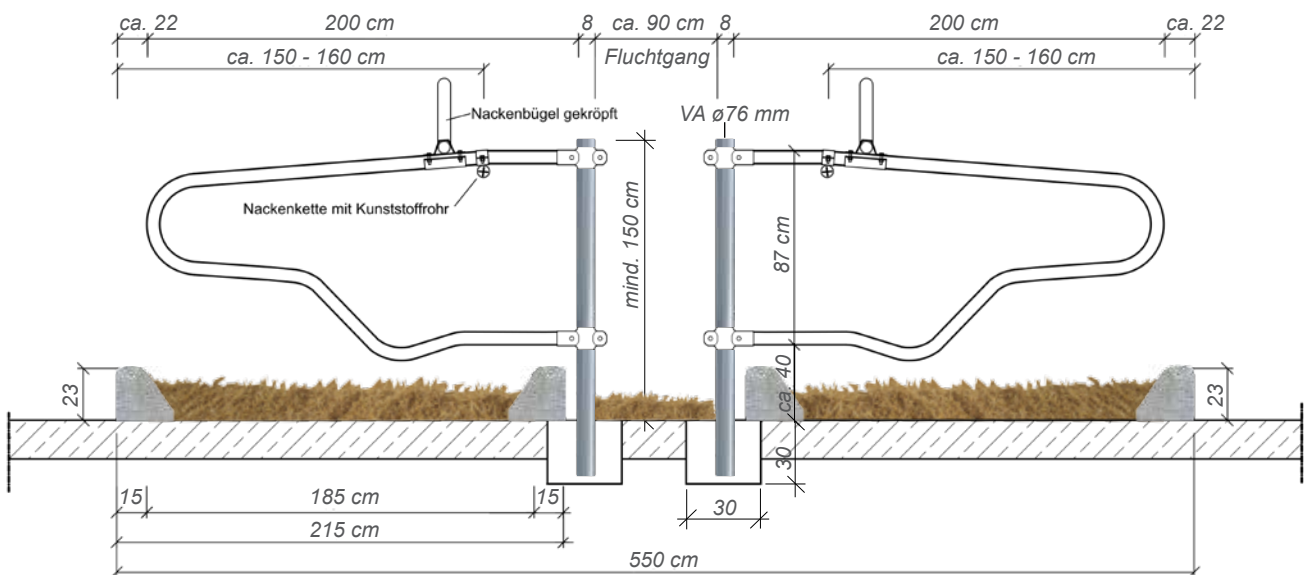 ca. 22 200 cm 8 ca. 90 cm 8 200 cm ca. 22
ca. 150 - 160 cm Fluchtgang ca. 150 - 160 cm
Nackenbügel gekröpft VA ø76 mm
Nackenkette mit Kunststoffrohr
mind. 150 cm
87 cm
23
ca. 40
23
30
15 185 cm 15
30
215 cm
550 cm